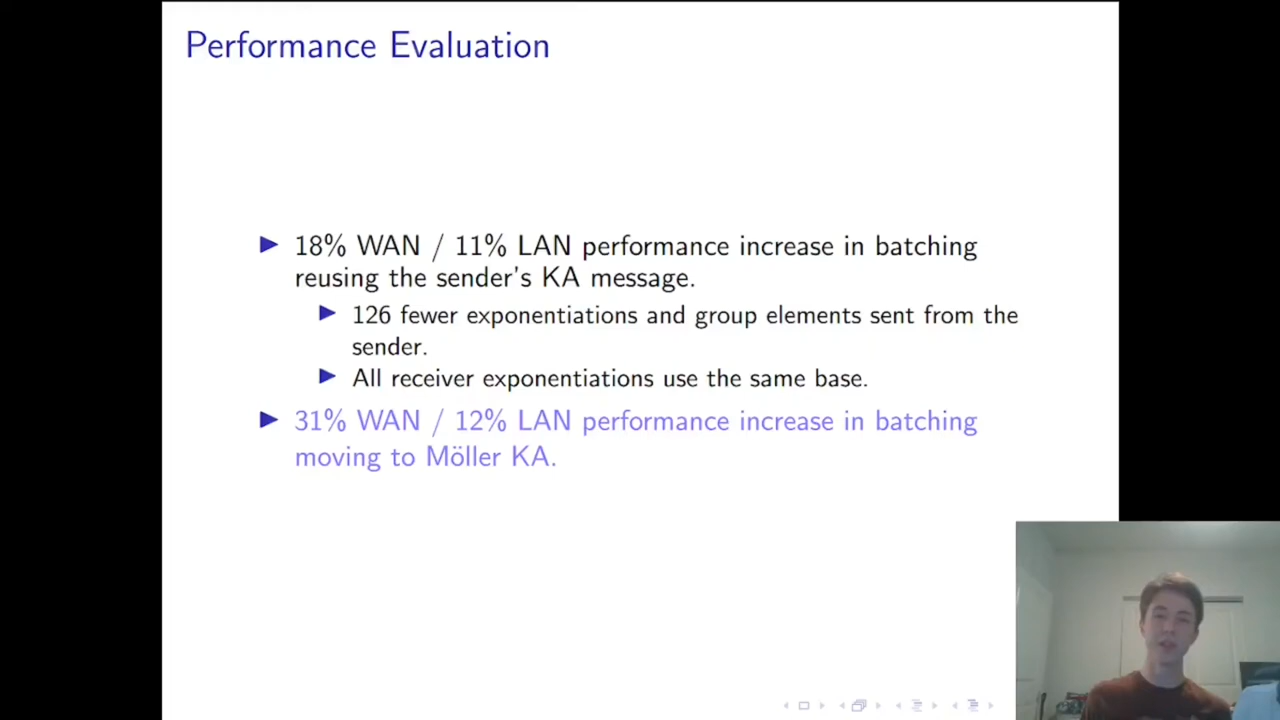 Performance Evaluation
18% WAN / 11% LAN performance increase in batching
reusing the sender's KA message.
126 fewer exponentiations and group elements sent from the
sender.
All receiver exponentiations use the same base.
31% WAN / 12% LAN performance increase in batching
moving to Möller KA.